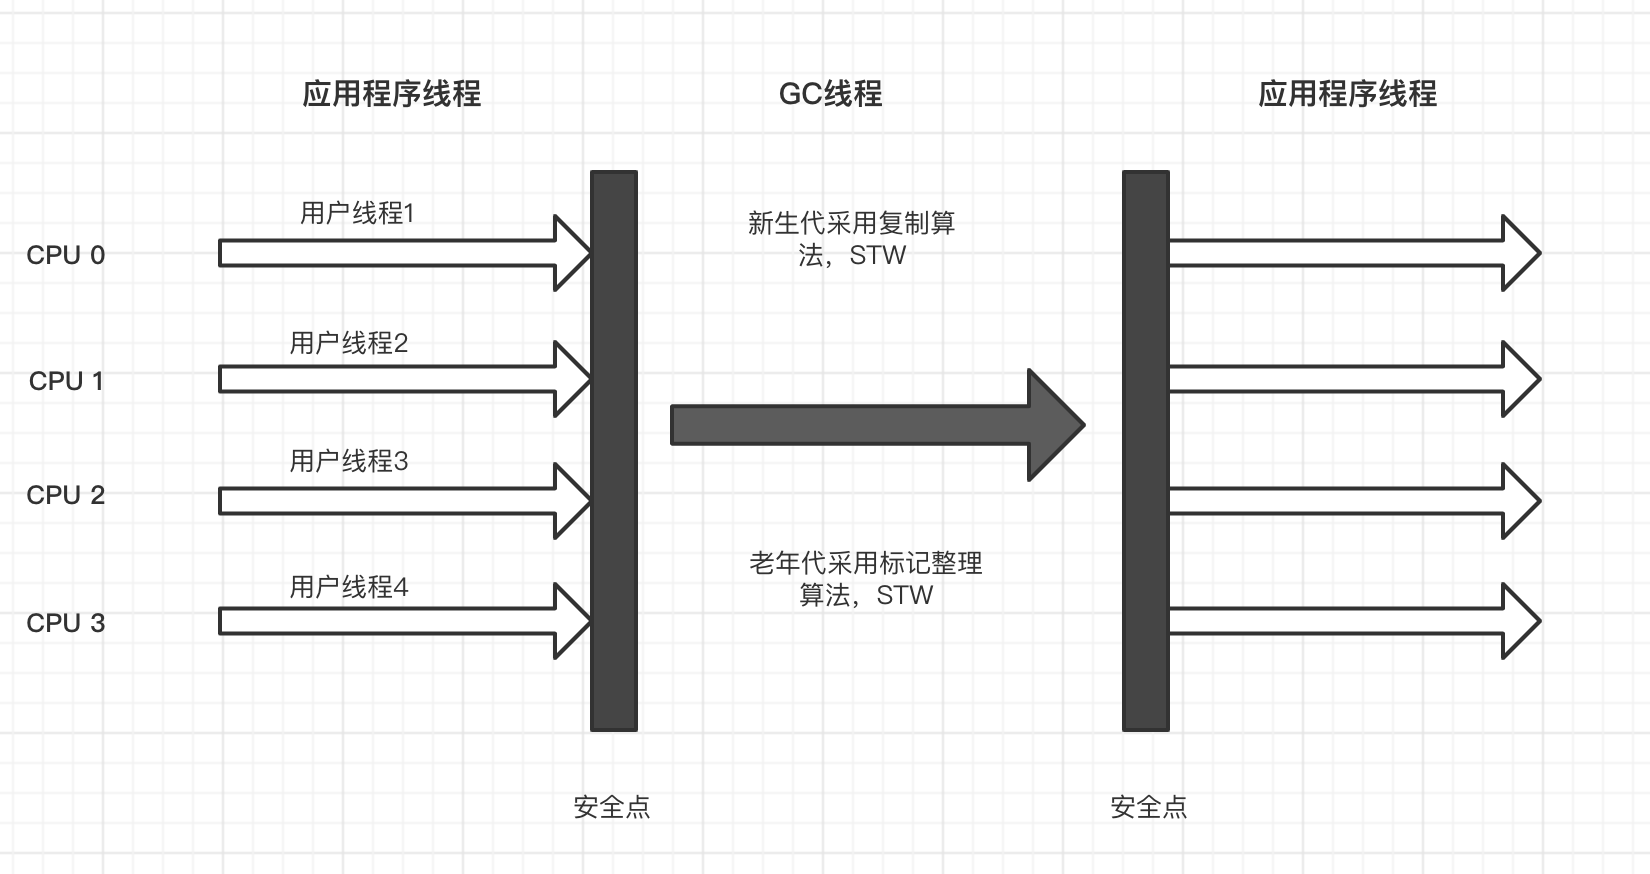 应用程序线程
GC线程
应用程序线程
用户线程1
CPU 0
新生代采用复制算
法，STW
用户线程2
CPU 1
用户线程3
CPU 2
老年代采用标记整理
算法，STW
用户线程4
CPU 3
安全点
安全点